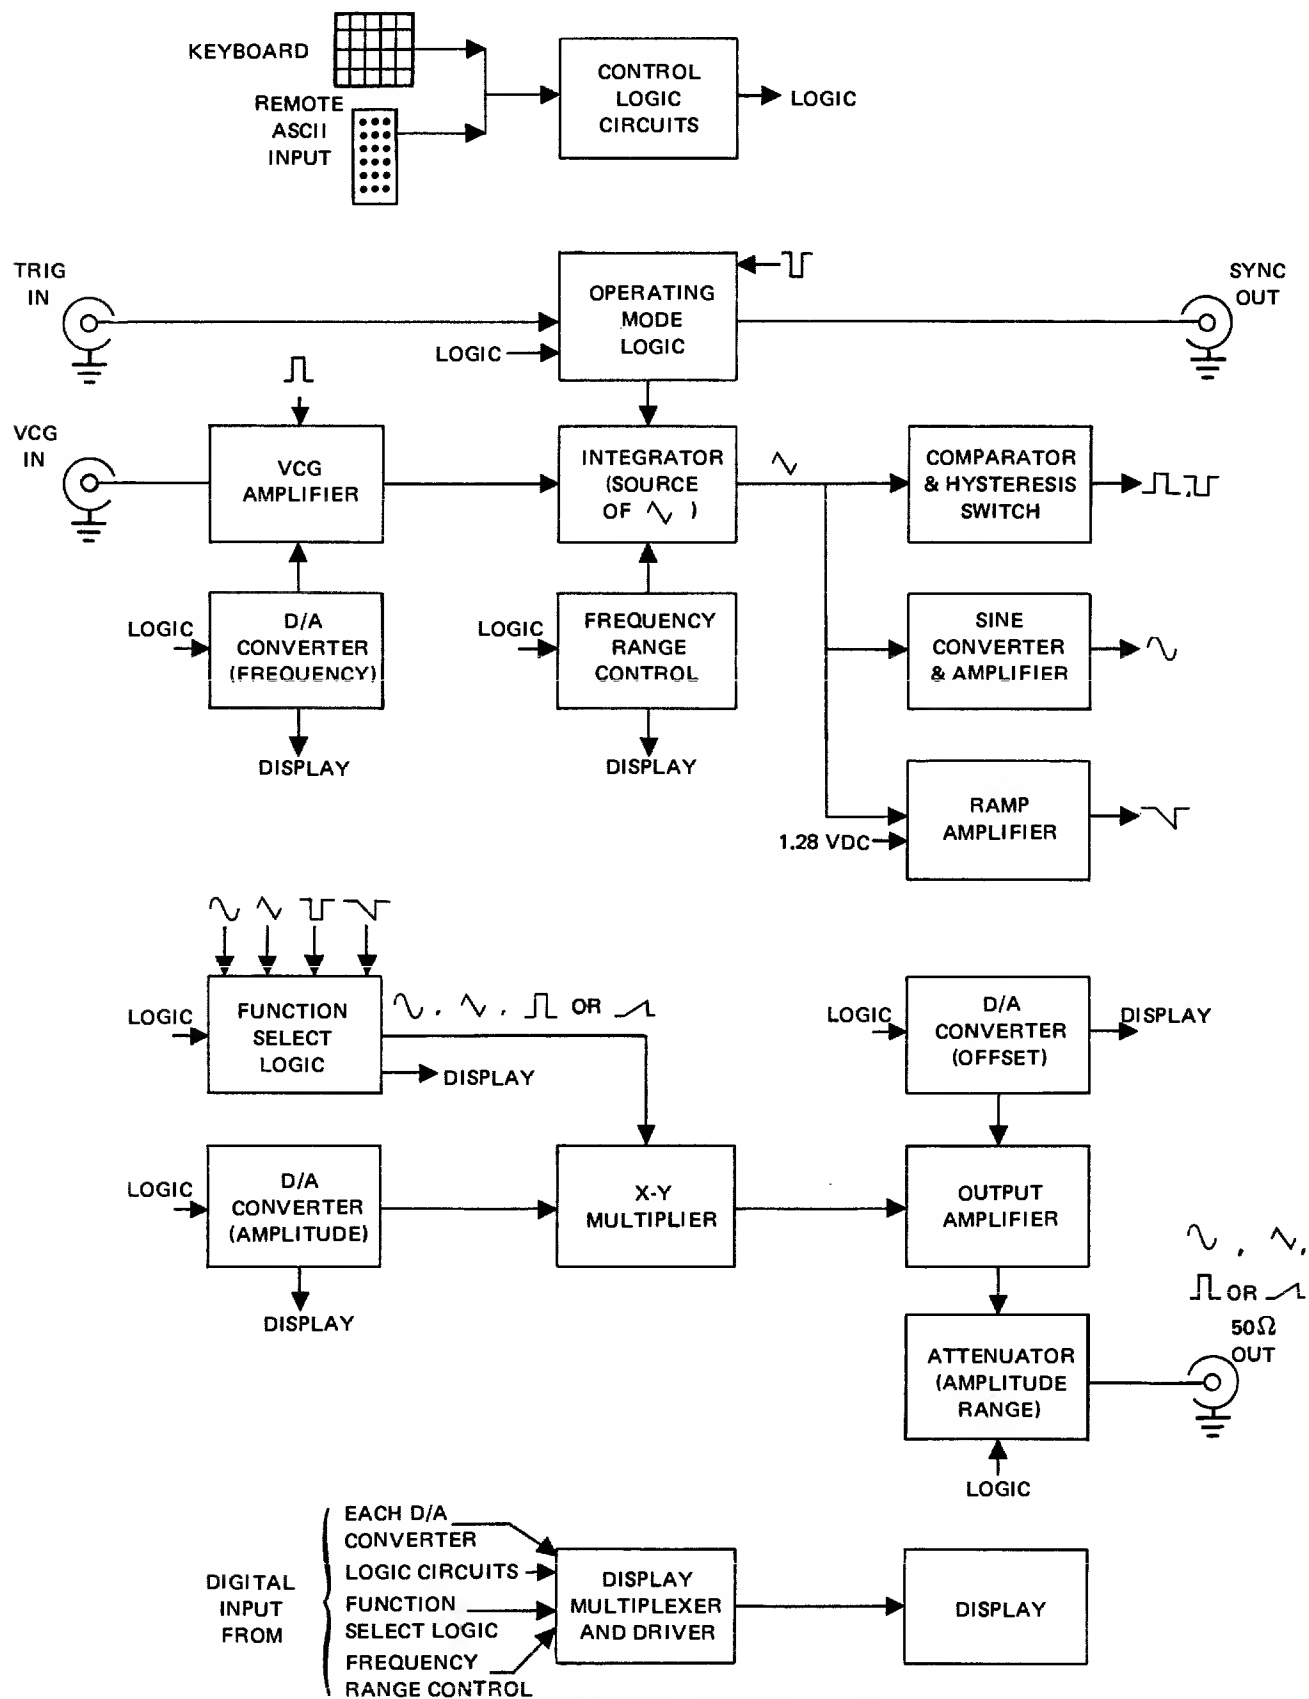 KEYBOARD
REMOTE
ASCII
INPUT
CONTROL
LOGIC
CIRCUITS
LOGIC
TRIG
IN
OPERATING
MODE
LOGIC
LOGIC
SYNC
OUT
VCG
IN
VCG
AMPLIFIER
INTEGRATOR
(SOURCE
OF )
COMPARATOR
& HYSTERESIS
SWITCH
LOGIC
D/A
CONVERTER
(FREQUENCY)
DISPLAY
LOGIC
FREQUENCY
RANGE
CONTROL
DISPLAY
SINE
CONVERTER
& AMPLIFIER
1.28 VDC
RAMP
AMPLIFIER
LOGIC
FUNCTION
SELECT
LOGIC
, , OR
DISPLAY
LOGIC
D/A
CONVERTER
(OFFSET)
DISPLAY
LOGIC
D/A
CONVERTER
(AMPLITUDE)
DISPLAY
X-Y
MULTIPLIER
OUTPUT
AMPLIFIER
, ,
OR
50Ω
OUT
ATTENUATOR
(AMPLITUDE
RANGE)
LOGIC
DIGITAL
INPUT
FROM
EACH D/A
CONVERTER
LOGIC CIRCUITS
FUNCTION
SELECT LOGIC
FREQUENCY
RANGE CONTROL
DISPLAY
MULTIPLEXER
AND DRIVER
DISPLAY